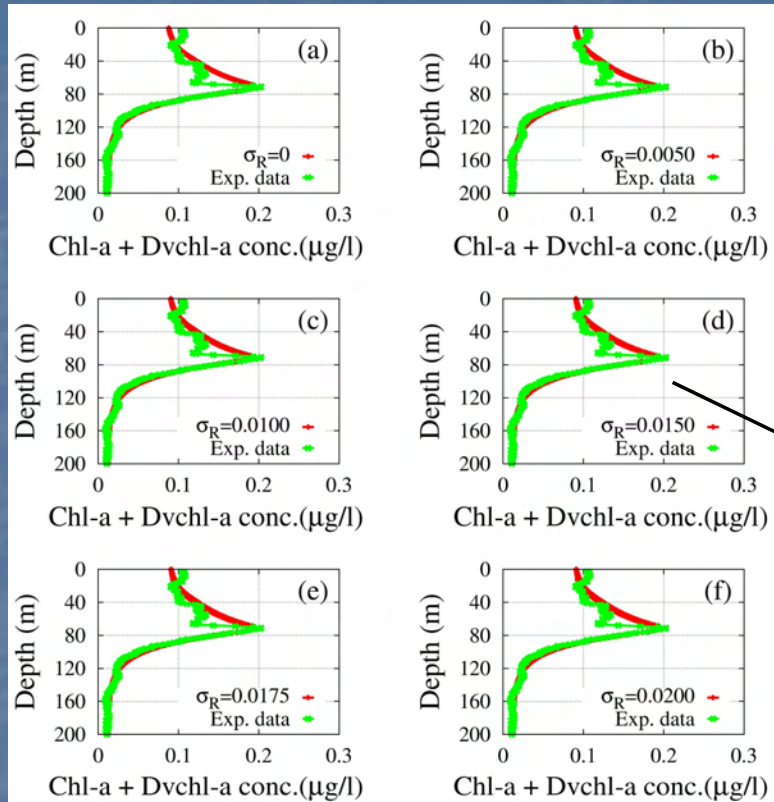 (a)
Depth (m)
0
40
80
120
160
200
σR=0
Exp. data
0 0.1 0.2 0.3
Chl-a + Dvchl-a conc.(μg/l)
(b)
Depth (m)
0
40
80
120
160
200
σR=0.0050
Exp. data
0 0.1 0.2 0.3
Chl-a + Dvchl-a conc.(μg/l)
(c)
Depth (m)
0
40
80
120
160
200
σR=0.0100
Exp. data
0 0.1 0.2 0.3
Chl-a + Dvchl-a conc.(μg/l)
(d)
Depth (m)
0
40
80
120
160
200
σR=0.0150
Exp. data
0 0.1 0.2 0.3
Chl-a + Dvchl-a conc.(μg/l)
(e)
Depth (m)
0
40
80
120
160
200
σR=0.0175
Exp. data
0 0.1 0.2 0.3
Chl-a + Dvchl-a conc.(μg/l)
(f)
Depth (m)
0
40
80
120
160
200
σR=0.0200
Exp. data
0 0.1 0.2 0.3
Chl-a + Dvchl-a conc.(μg/l)